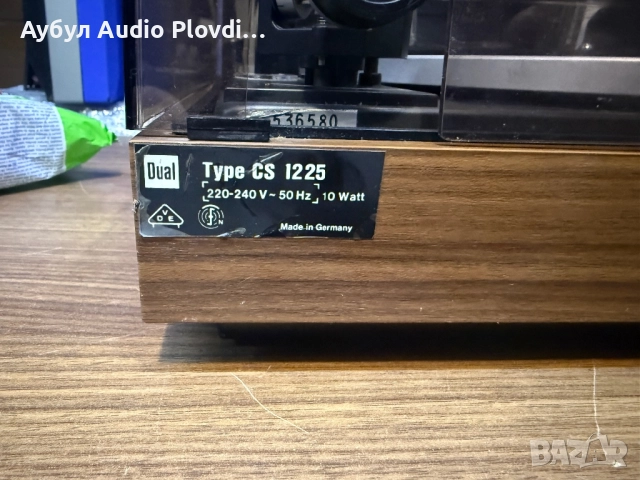 Аубул Audio Plovdi...
536580
Dual
Type CS 1225
220-240 V ~ 50 Hz 10 Watt
V
D E
F N
Made in Germany
BAZAR